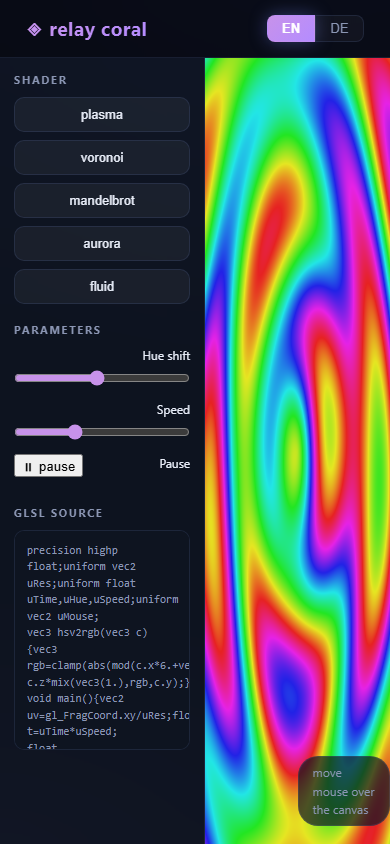 ◈ relay coral
EN DE
SHADER
plasma
voronoi
mandelbrot
aurora
fluid
PARAMETERS
Hue shift
Speed
⏸ pause Pause
GLSL SOURCE
precision highp
float;uniform vec2
uRes;uniform float
uTime,uHue,uSpeed;uniform
vec2 uMouse;
vec3 hsv2rgb(vec3 c)
{vec3
rgb=clamp(abs(mod(c.x*6.+ve
c.z*mix(vec3(1.),rgb,c.y);}
void main(){vec2
uv=gl_FragCoord.xy/uRes;flo
t=uTime*uSpeed;
float
move
mouse over
the canvas